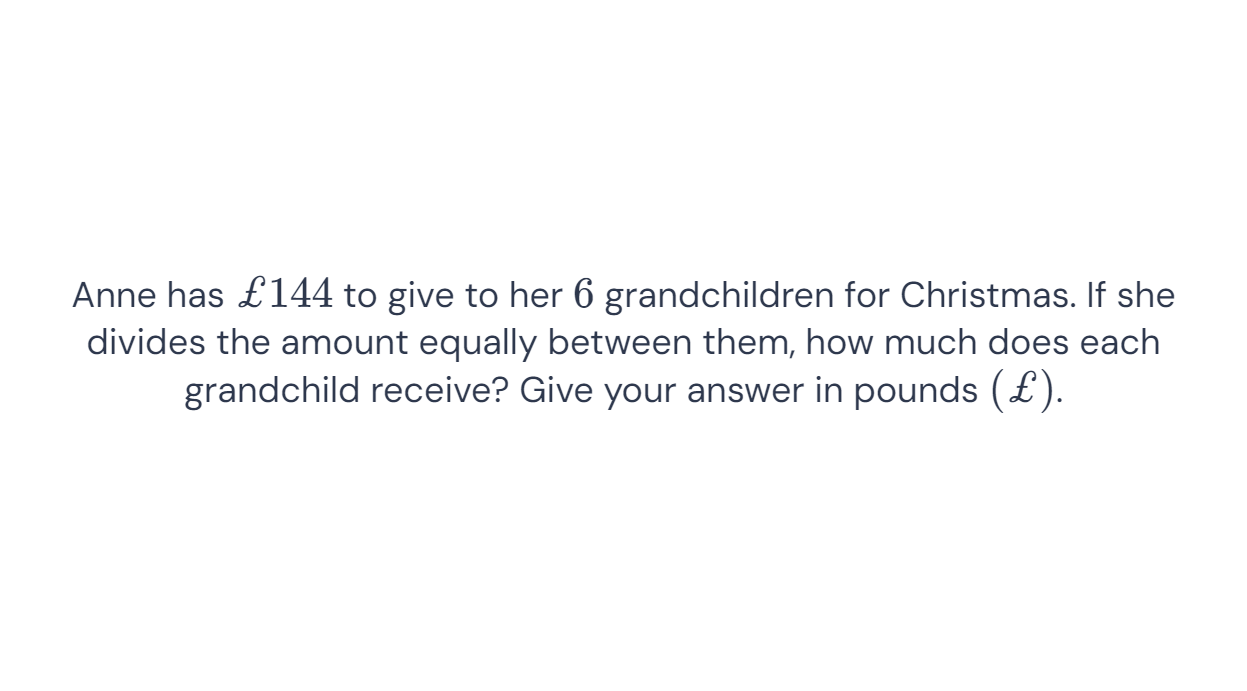 Anne has £144 to give to her 6 grandchildren for Christmas. If she
divides the amount equally between them, how much does each
grandchild receive? Give your answer in pounds (£).